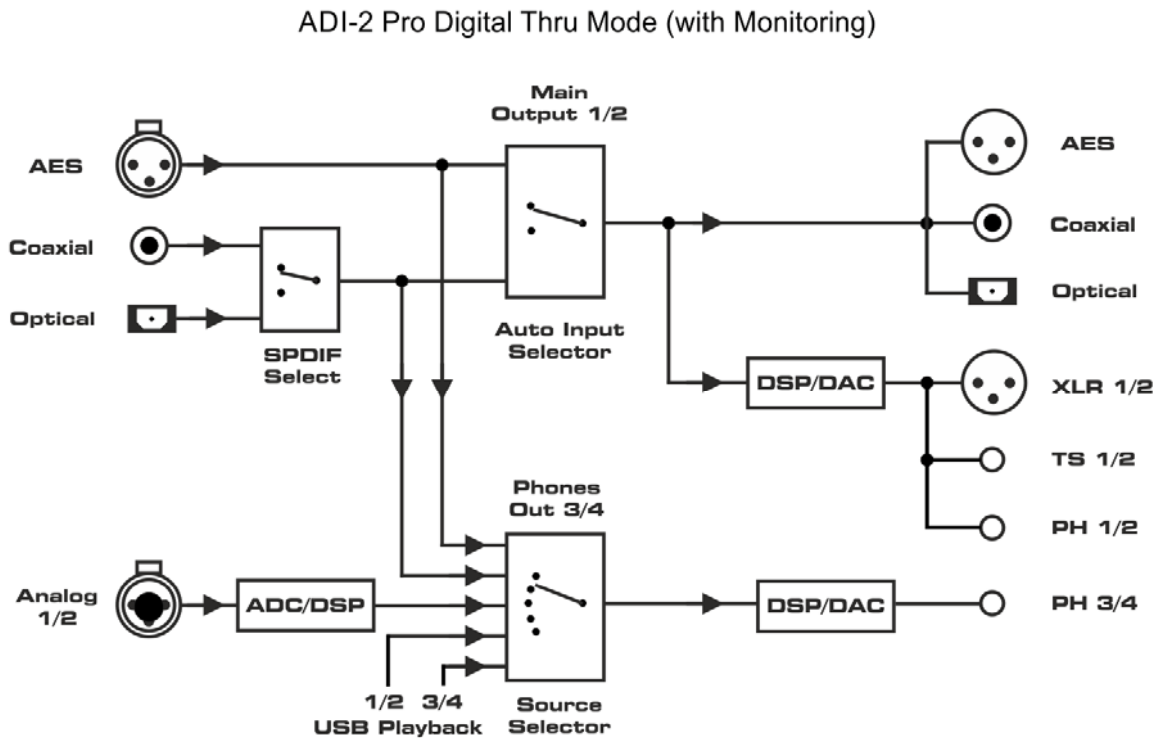 ADI-2 Pro Digital Thru Mode (with Monitoring)
Main
Output 1/2
AES
AES
Coaxial
Coaxial
Optical
Optical
SPDIF
Select
Auto Input
Selector
DSP/DAC
XLR 1/2
TS 1/2
Phones
Out 3/4
PH 1/2
Analog
1/2
ADC/DSP
DSP/DAC
PH 3/4
1/2 3/4
USB Playback
Source
Selector